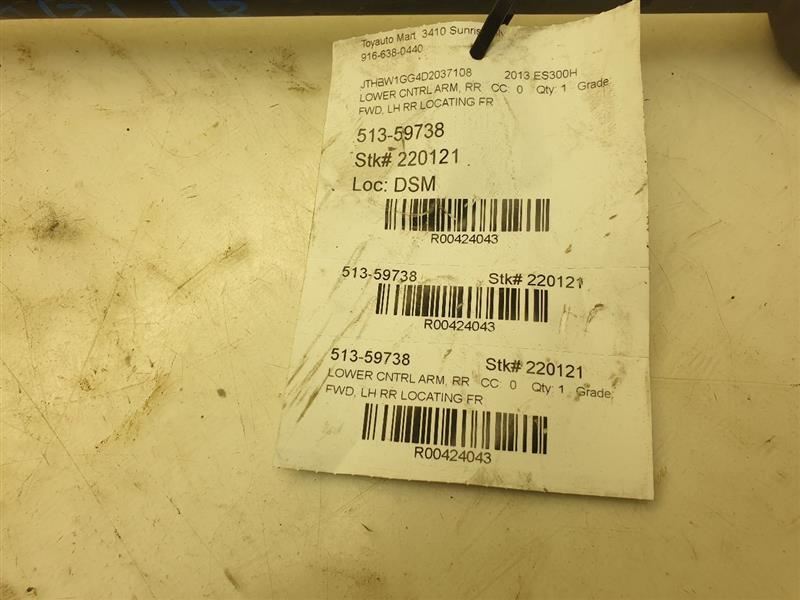 Toyauto Mart 3410 Sunrise
916-638-0440
JTHBW1GG4D2037108 2013 ES300H
LOWER CNTRL ARM, RR CC: 0 Qty: 1 Grade:
FWD, LH RR LOCATING FR
513-59738
Stk# 220121
Loc: DSM
R00424043
513-59738 Stk# 220121
R00424043
513-59738 Stk# 220121
LOWER CNTRL ARM, RR CC: 0 Qty: 1 Grade:
FWD, LH RR LOCATING FR
R00424043